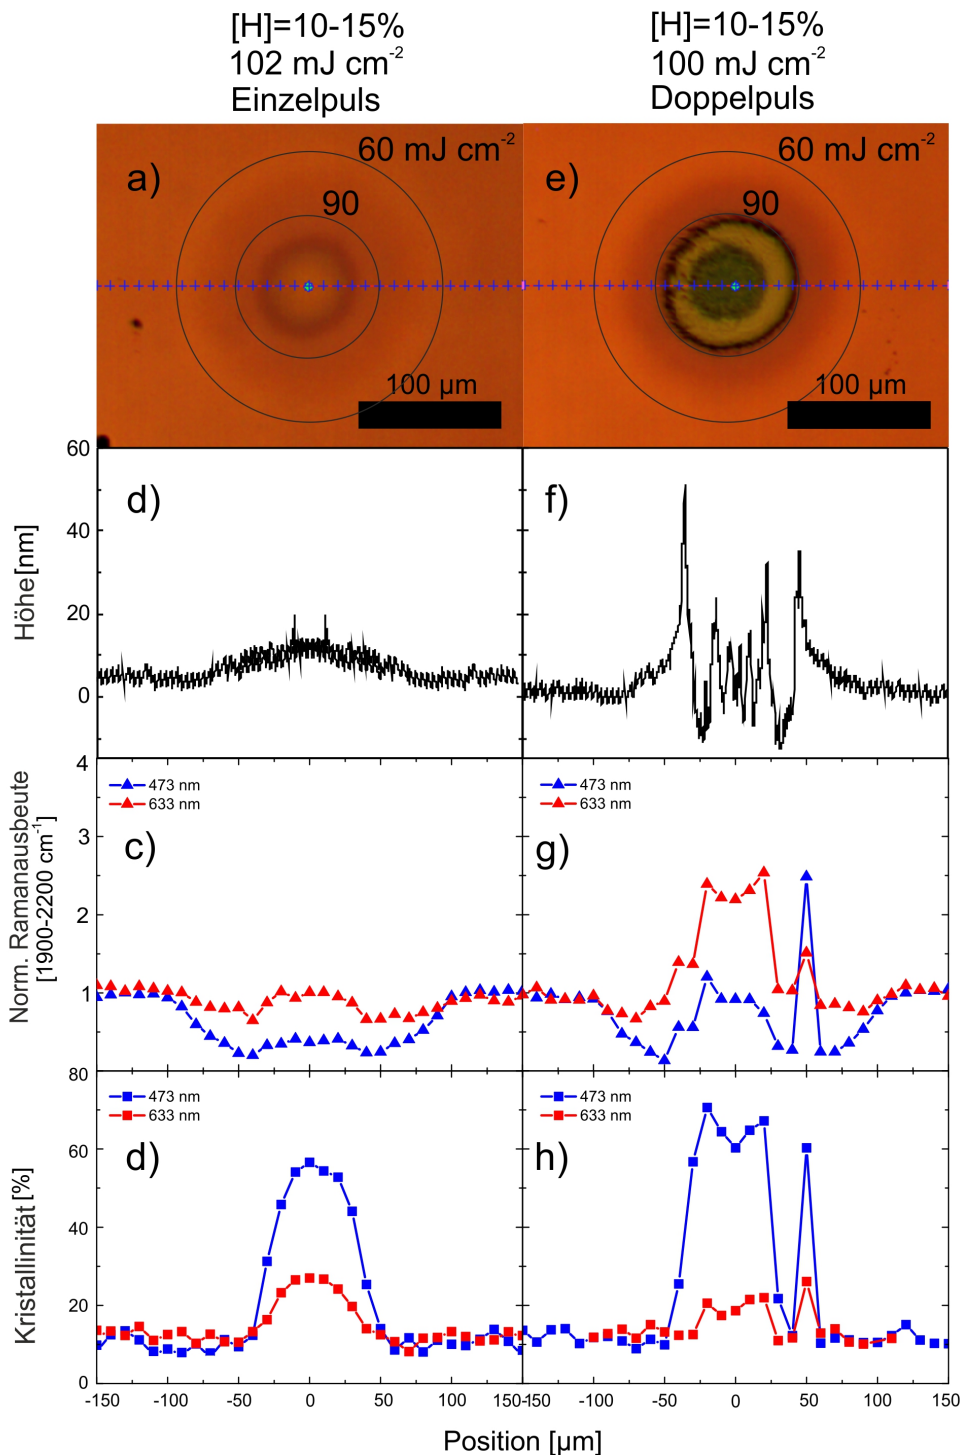 [H]=10-15%
102 mJ cm-2
Einzelpuls
[H]=10-15%
100 mJ cm-2
Doppelpuls
a)
60 mJ cm-2
90
100 µm
e)
60 mJ cm-2
90
100 µm
Höhe[nm]
60
40
20
0
d)
f)
Norm. Ramanausbeute
[1900-2200 cm-1]
4
3
2
1
473 nm
633 nm
c)
473 nm
633 nm
g)
Kristallinität[%]
80
60
40
20
0
473 nm
633 nm
d)
473 nm
633 nm
h)
-150 -100 -50 0 50 100 150
-150 -100 -50 0 50 100 150
Position [µm]